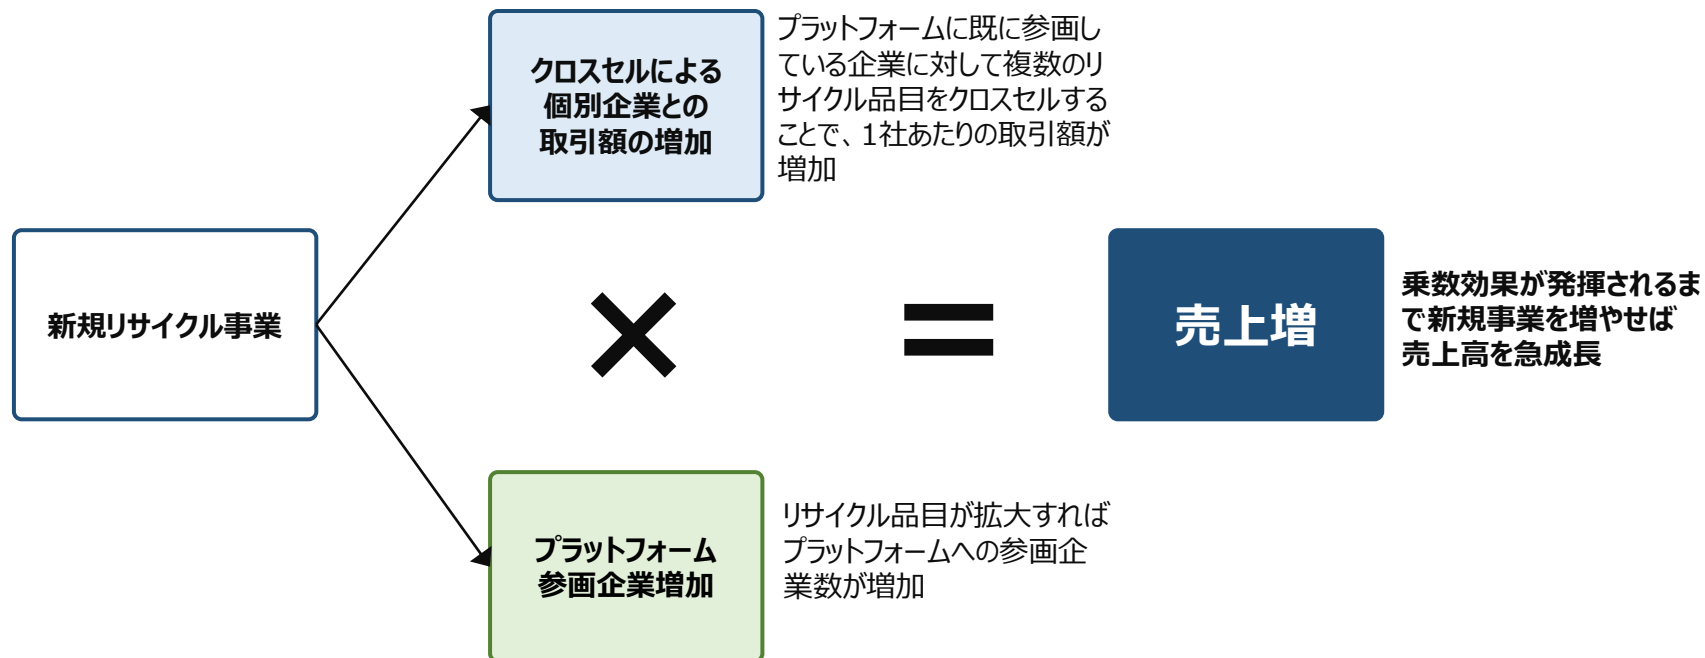 クロスセルによる
個別企業との
取引額の増加
プラットフォームに既に参画し
ている企業に対して複数のリ
サイクル品目をクロスセルする
ことで、1社あたりの取引額が
増加
新規リサイクル事業
×
=
売上増
乗数効果が発揮されるま
で新規事業を増やせば
売上高を急成長
プラットフォーム
参画企業増加
リサイクル品目が拡大すれば
プラットフォームへの参画企
業数が増加